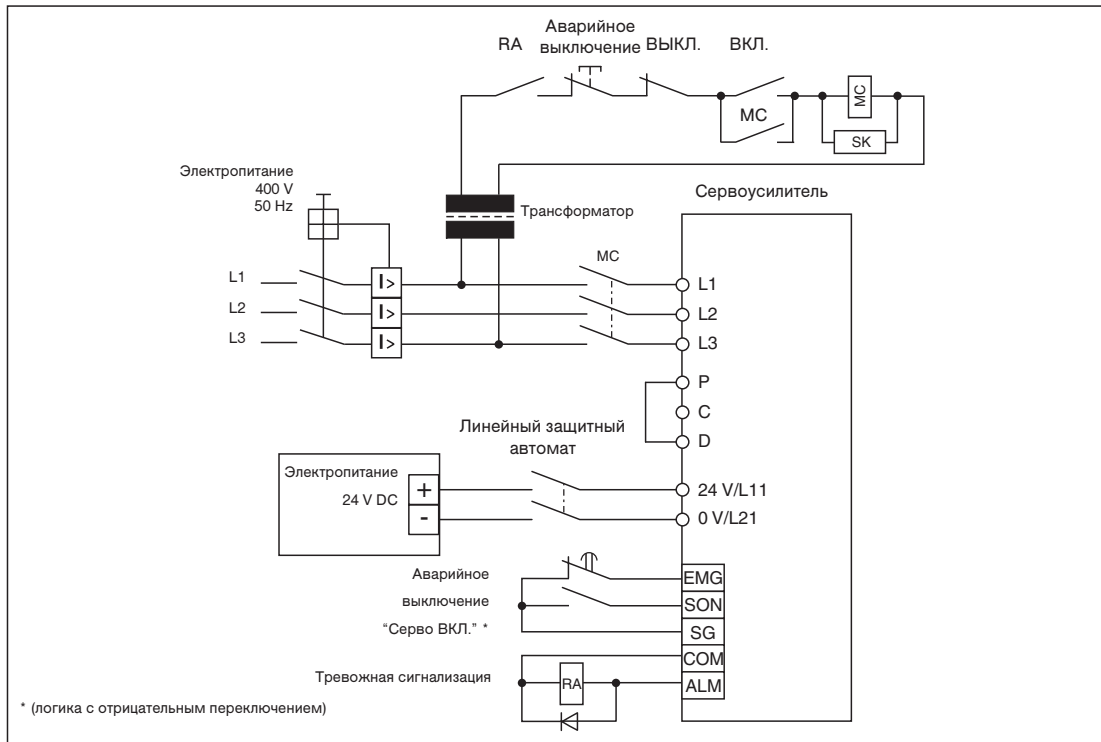 Аварийное
выключение
RA
ВЫКЛ.
ВКЛ.
MC
MC
SK
Электропитание
400 V
50 Hz
Трансформатор
Сервоусилитель
MC
L1
I >
L1
L2
I >
L2
L3
I >
L3
P
C
D
Линейный защитный
автомат
Электропитание
24 V DC
+
-
24 V/L11
0 V/L21
Аварийное
выключение
“Серво ВКЛ.” *
EMG
SON
SG
COM
ALM
Тревожная сигнализация
RA
* (логика с отрицательным переключением)